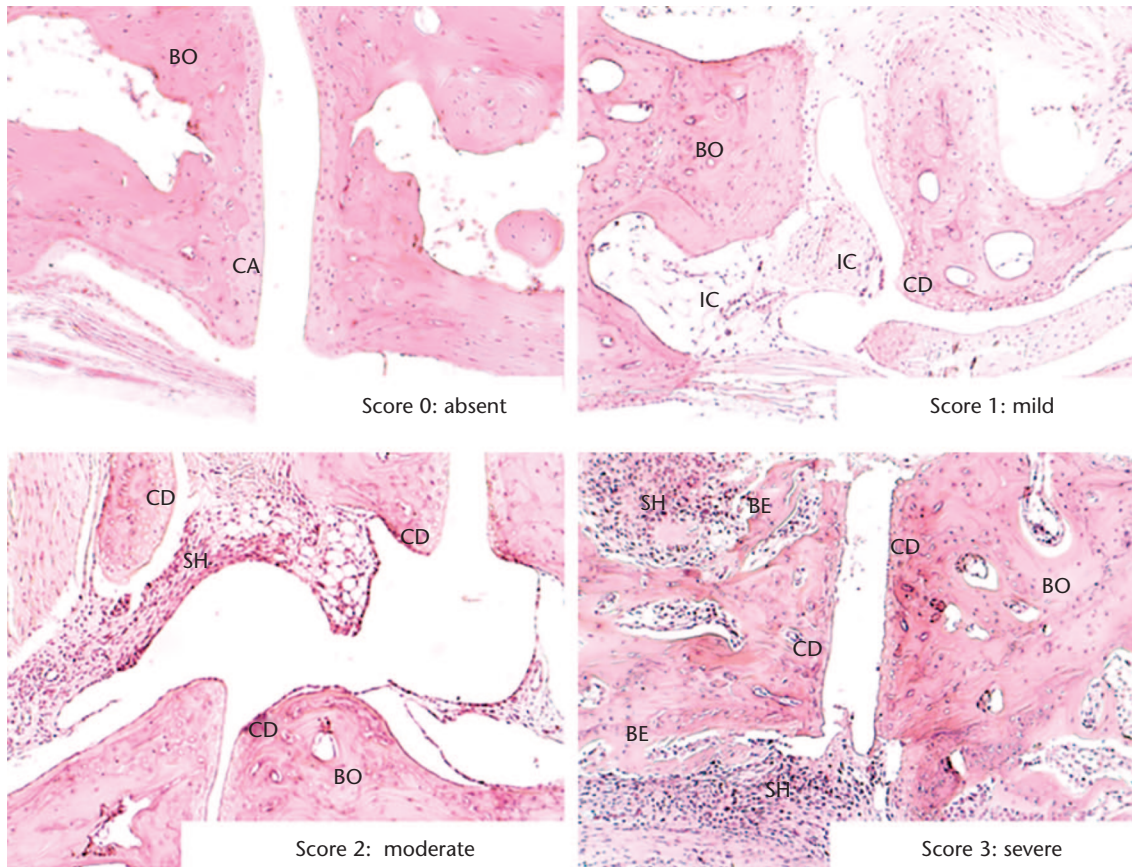 BO
CA
Score 0: absent
BO
IC
IC
CD
Score 1: mild
CD
CD
SH
CD
BO
Score 2: moderate
SH
BE
CD
BO
CD
BE
SH
Score 3: severe